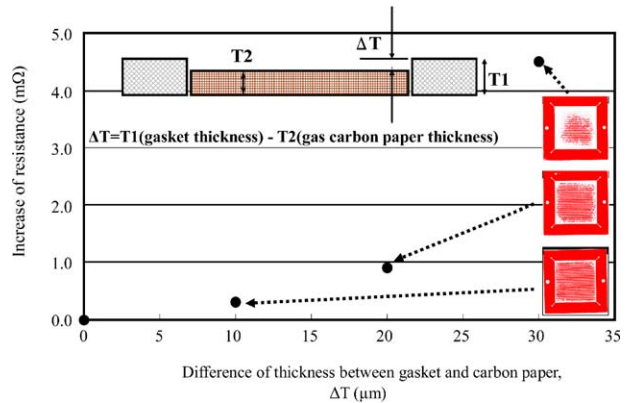 5.0
4.0
3.0
2.0
1.0
0.0
Increase of resistance (mΩ)
T2
ΔT
T1
ΔT=T1(gasket thickness) - T2(gas carbon paper thickness)
0 5 10 15 20 25 30 35
Difference of thickness between gasket and carbon paper,
ΔT (µm)